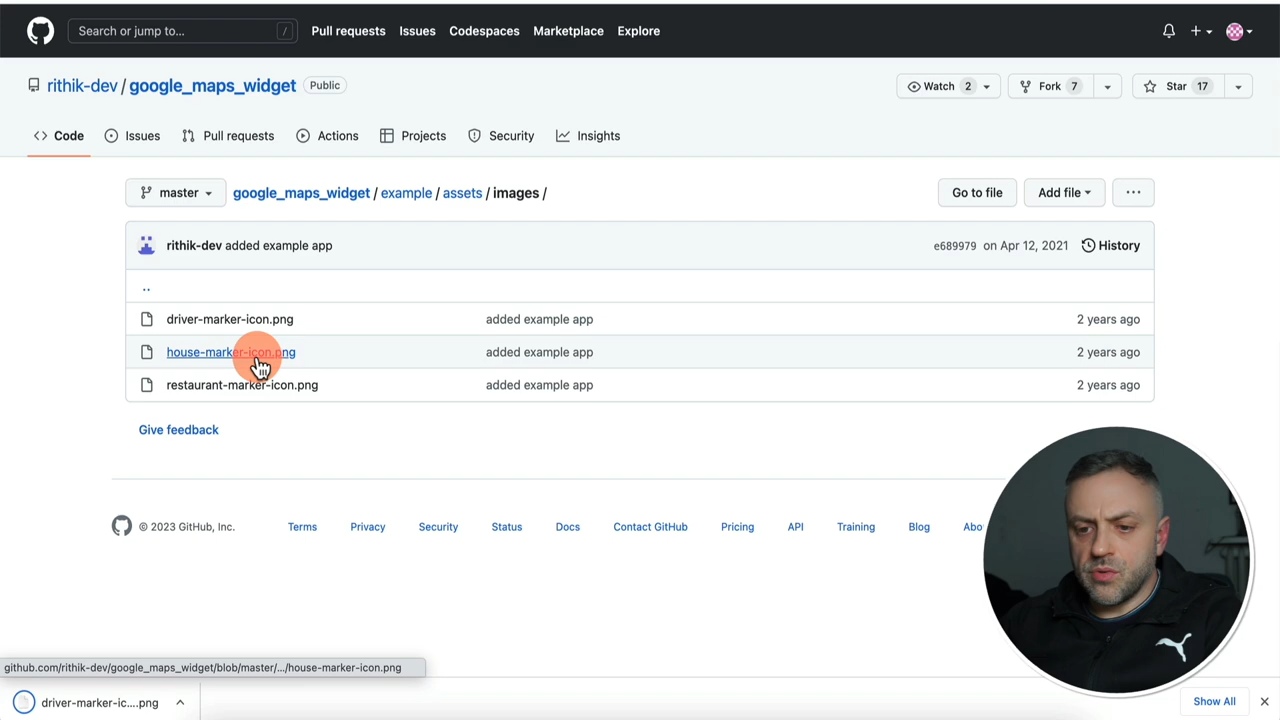 Search or jump to... / Pull requests Issues Codespaces Marketplace Explore
rithik-dev / google_maps_widget Public Watch 2 Fork 7 Star 17
Code Issues Pull requests Actions Projects Security Insights
master google_maps_widget / example / assets / images / Go to file Add file ...
rithik-dev added example app e689979 on Apr 12, 2021 History
..
driver-marker-icon.png added example app 2 years ago
house-marker-icon.png added example app 2 years ago
restaurant-marker-icon.png added example app 2 years ago
Give feedback
© 2023 GitHub, Inc. Terms Privacy Security Status Docs Contact GitHub Pricing API Training Blog Abo
github.com/rithik-dev/google_maps_widget/blob/master/.../house-marker-icon.png
driver-marker-ic....png Show All